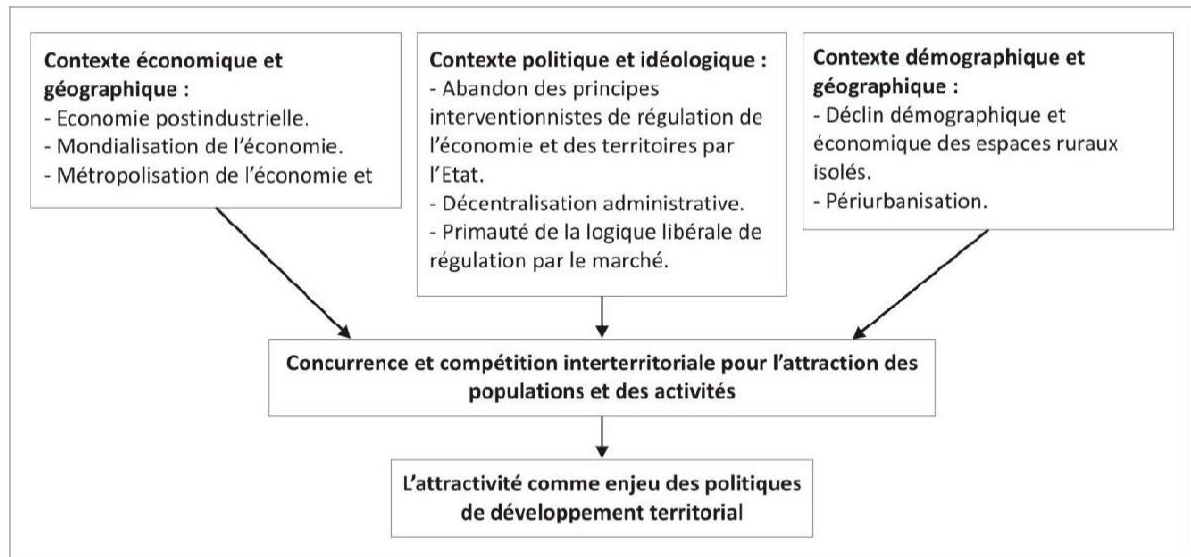 Contexte économique et
géographique :
- Economie postindustrielle.
- Mondialisation de l'économie.
- Métropolisation de l'économie et
Contexte politique et idéologique :
- Abandon des principes
interventionnistes de régulation de
l'économie et des territoires par
l'Etat.
- Décentralisation administrative.
- Primauté de la logique libérale de
régulation par le marché.
Contexte démographique et
géographique :
- Déclin démographique et
économique des espaces ruraux
isolés.
- Périurbanisation.
Concurrence et compétition interterritoriale pour l'attraction des
populations et des activités
L'attractivité comme enjeu des politiques
de développement territorial